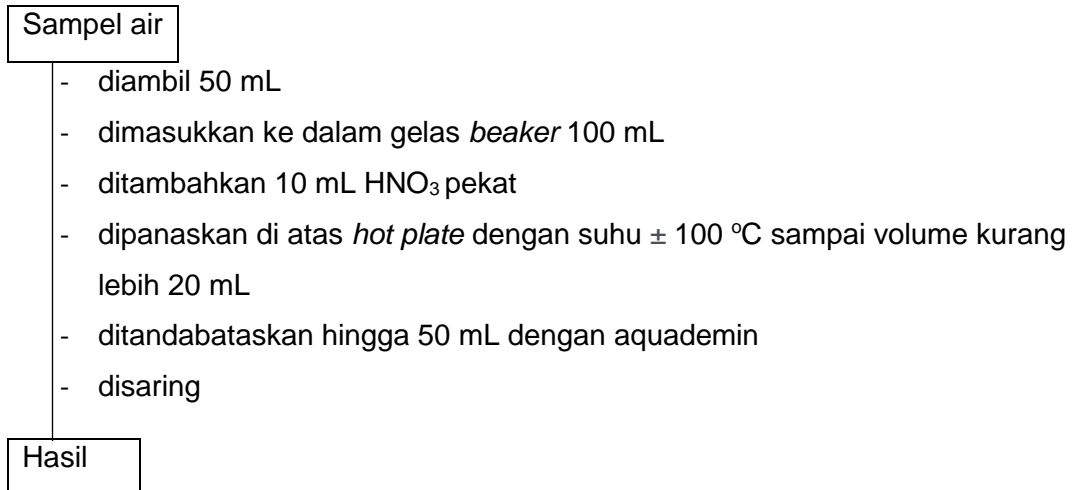 Sampel air
- diambil 50 mL
- dimasukkan ke dalam gelas beaker 100 mL
- ditambahkan 10 mL HNO₃ pekat
- dipanaskan di atas hot plate dengan suhu ± 100 ºC sampai volume kurang
lebih 20 mL
- ditandabataskan hingga 50 mL dengan aquademin
- disaring
Hasil